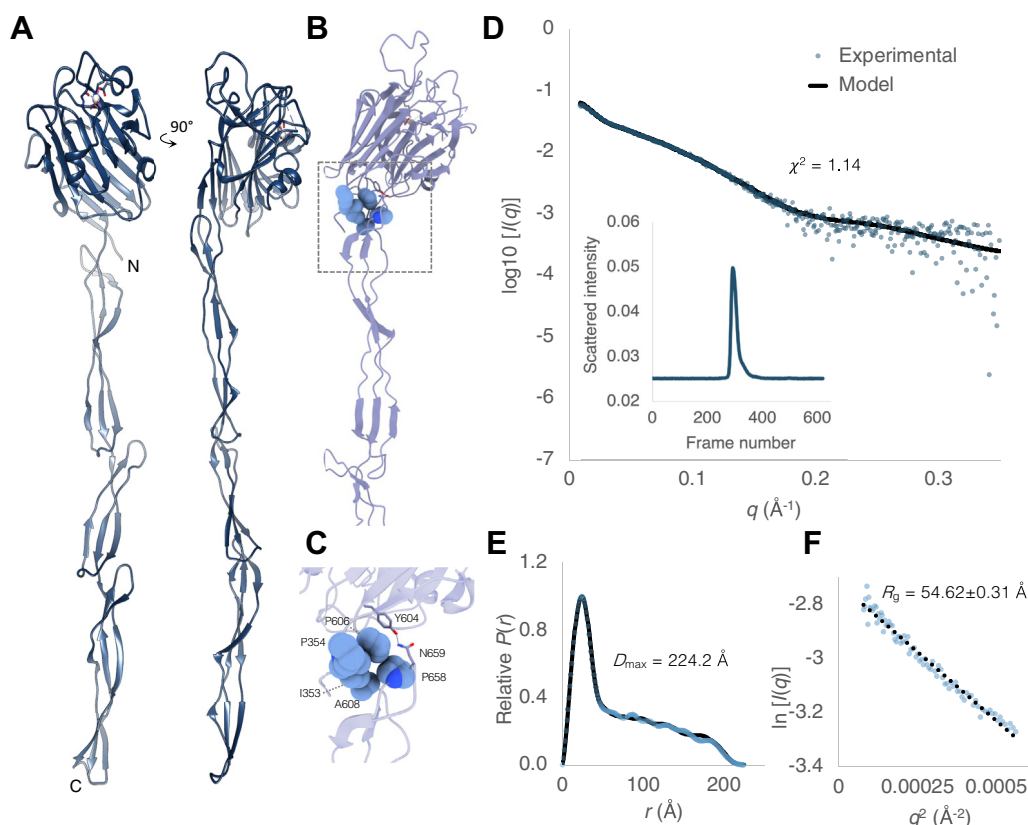 A
90°
N
C
B
C
P606
Y604
P354
N659
P658
I353
A608
D
0
-1
-2
-3
-4
-5
-6
-7
log10 [I(q)]
Experimental
Model
χ² = 1.14
0.06
0.05
0.04
0.03
0.02
Scattered intensity
0 200 400 600
Frame number
0 0.1 0.2 0.3
q (Å⁻¹)
E
1.2
0.8
0.4
0.0
Relative P(r)
Dmax = 224.2 Å
0 100 200
r (Å)
F
-2.8
-3
-3.2
-3.4
ln [I(q)]
Rg = 54.62±0.31 Å
0 0.00025 0.0005
q² (Å⁻²)